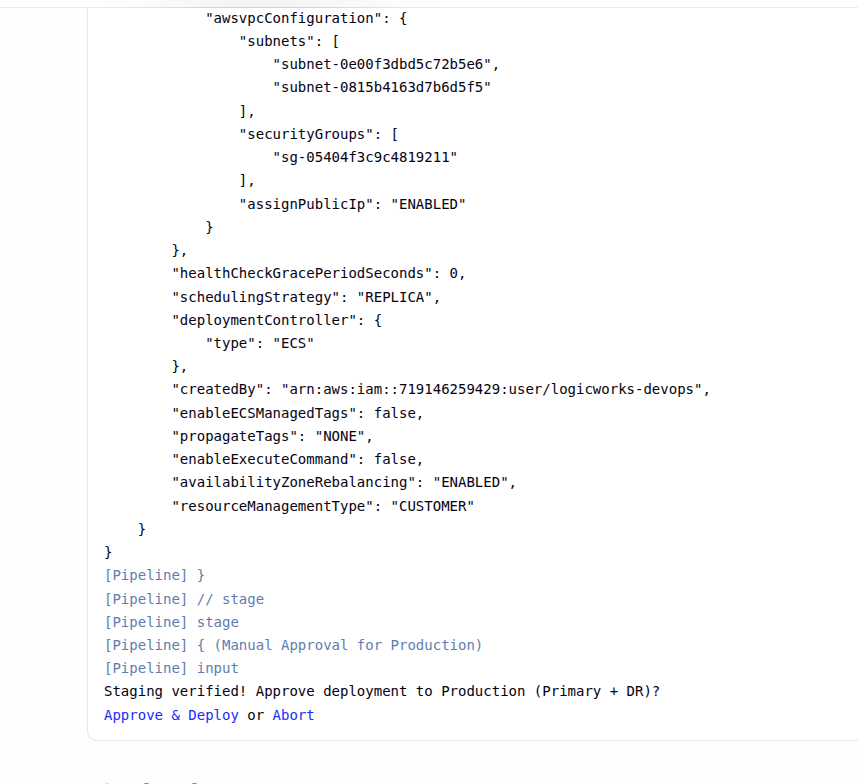 "awsvpcConfiguration": {
"subnets": [
"subnet-0e00f3dbd5c72b5e6",
"subnet-0815b4163d7b6d5f5"
],
"securityGroups": [
"sg-05404f3c9c4819211"
],
"assignPublicIp": "ENABLED"
}
},
"healthCheckGracePeriodSeconds": 0,
"schedulingStrategy": "REPLICA",
"deploymentController": {
"type": "ECS"
},
"createdBy": "arn:aws:iam::719146259429:user/logicworks-devops",
"enableECSManagedTags": false,
"propagateTags": "NONE",
"enableExecuteCommand": false,
"availabilityZoneRebalancing": "ENABLED",
"resourceManagementType": "CUSTOMER"
}
}
[Pipeline] }
[Pipeline] // stage
[Pipeline] stage
[Pipeline] { (Manual Approval for Production)
[Pipeline] input
Staging verified! Approve deployment to Production (Primary + DR)?
Approve & Deploy or Abort